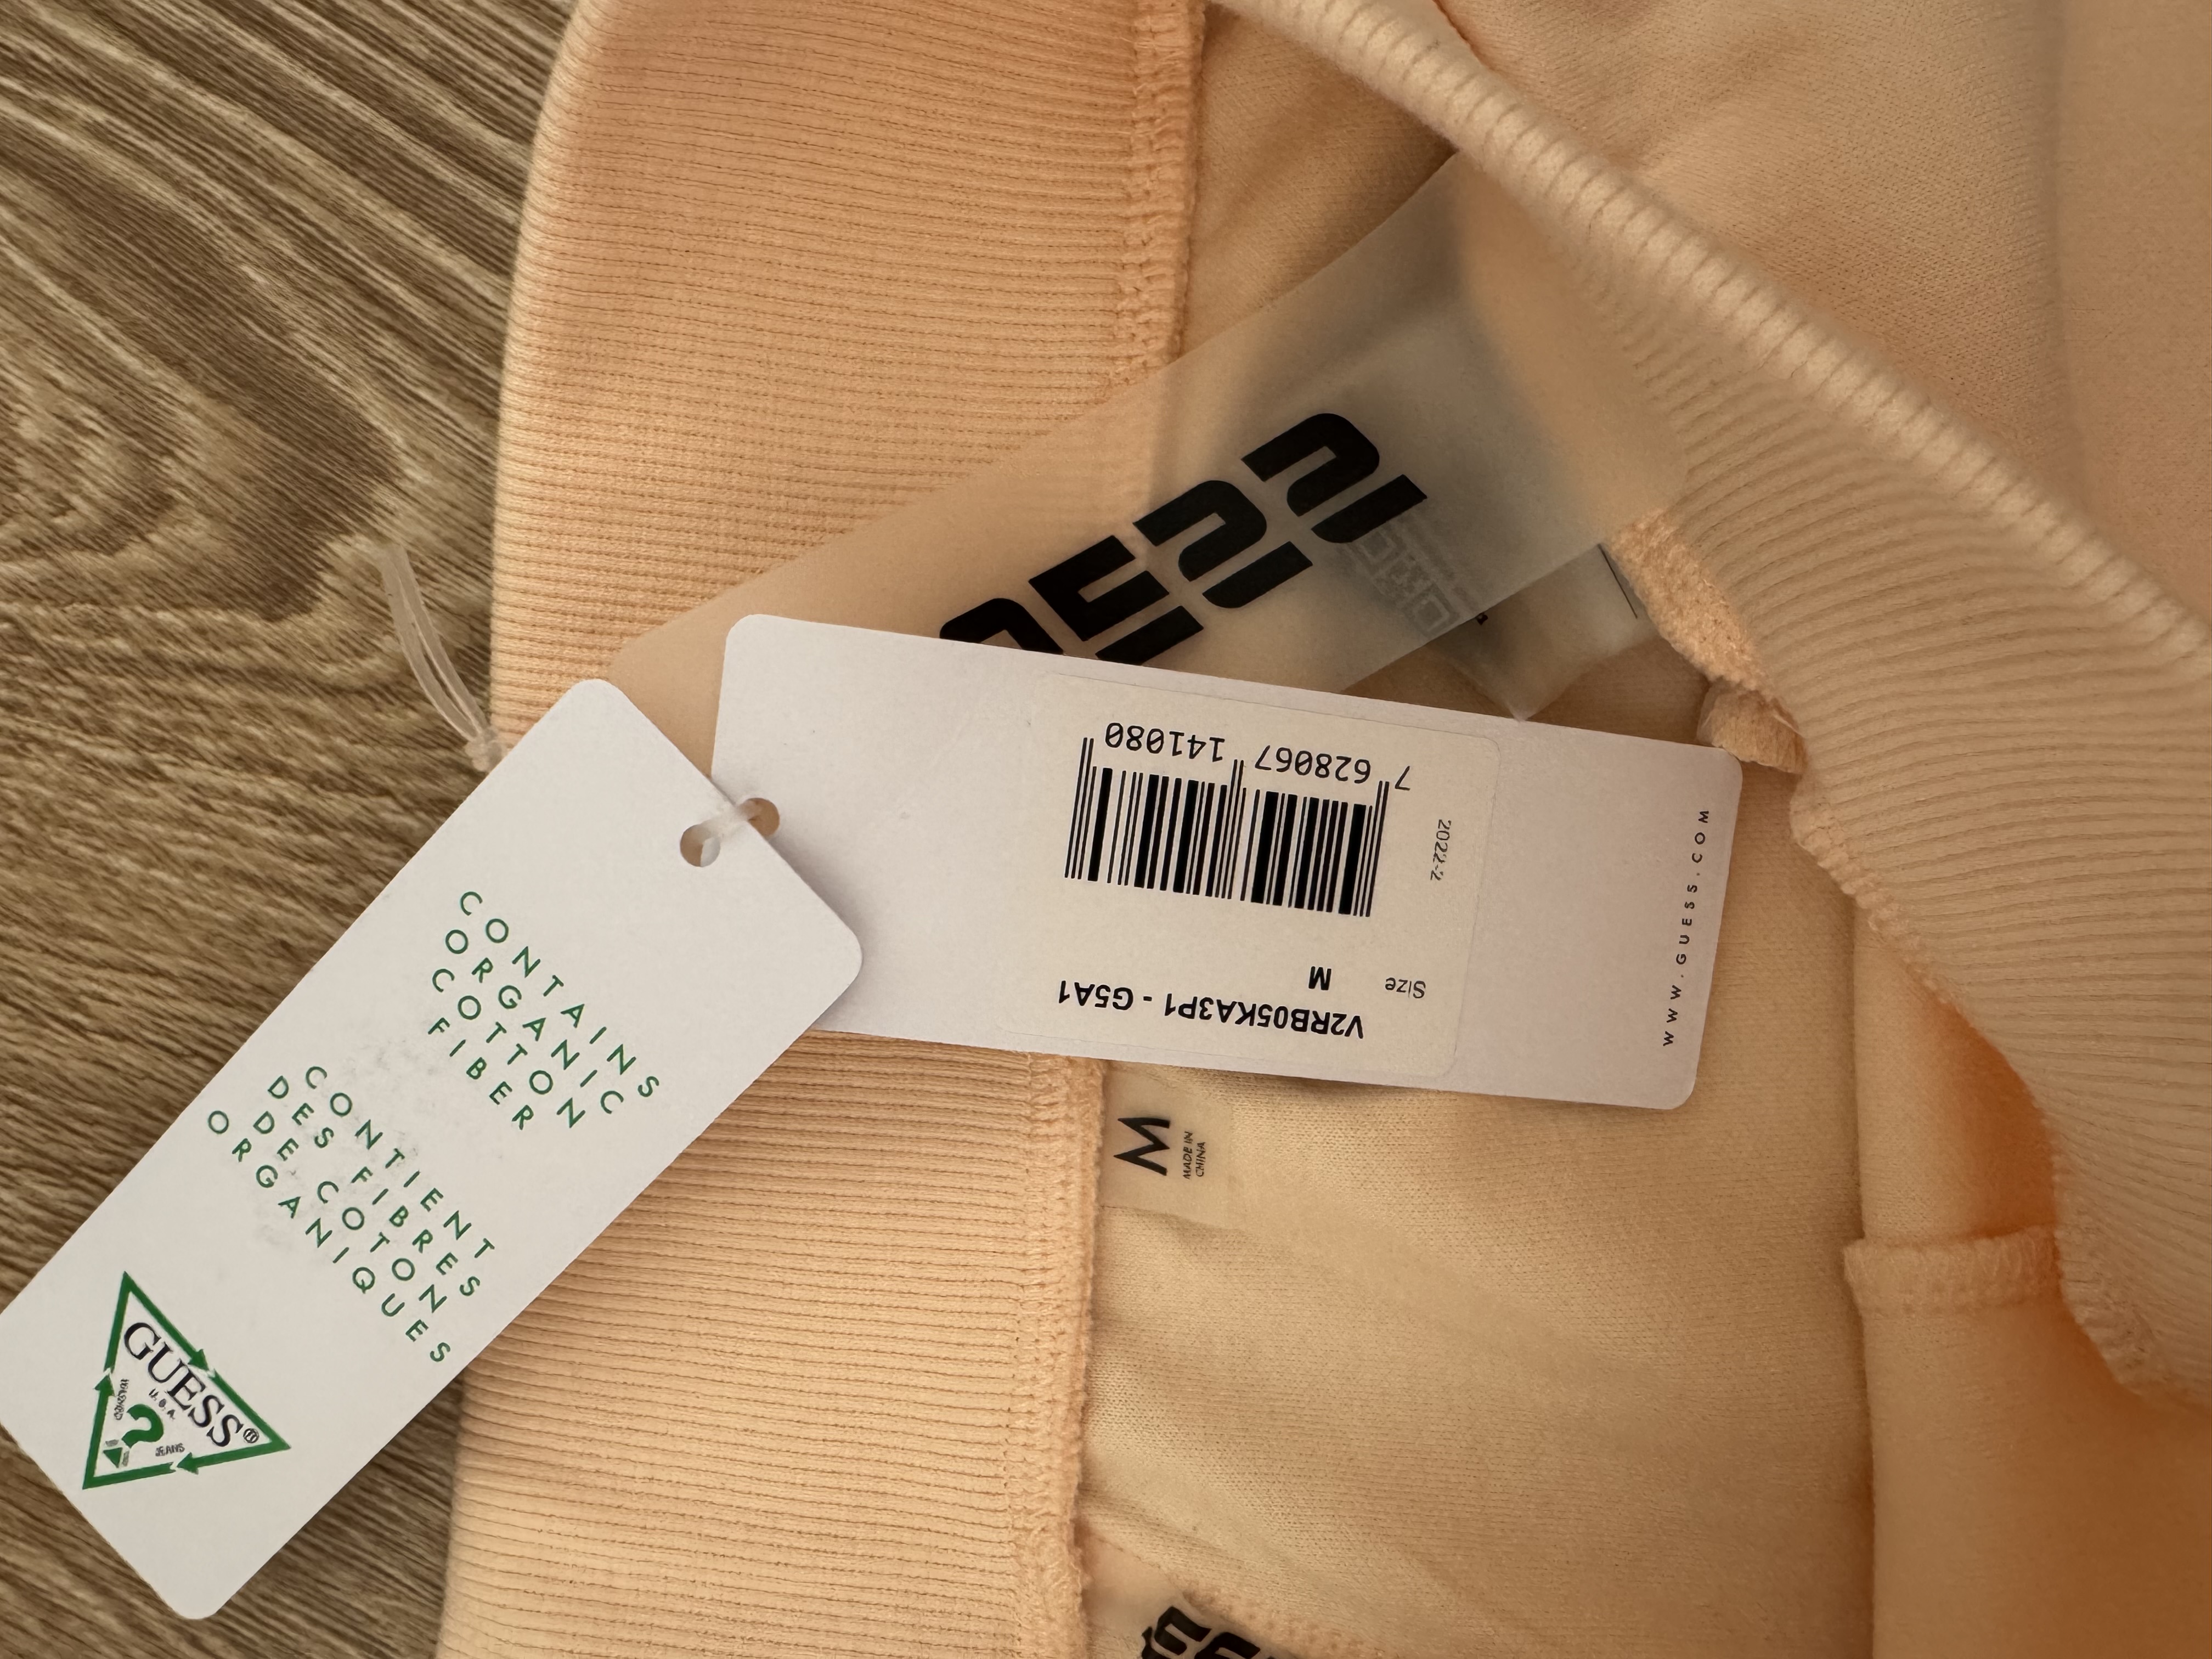 CONTAINS
ORGANIC
COTTON
FIBER
CONTIENT
DES FIBRES
DE COTON
ORGANIQUES
GUESS®
U.S.A.
?
JEANS
V2RB05KA3P1 - G5A1
Size
M
2022-2
7 628067 141080
WWW.GUESS.COM
M
MADE IN
CHINA